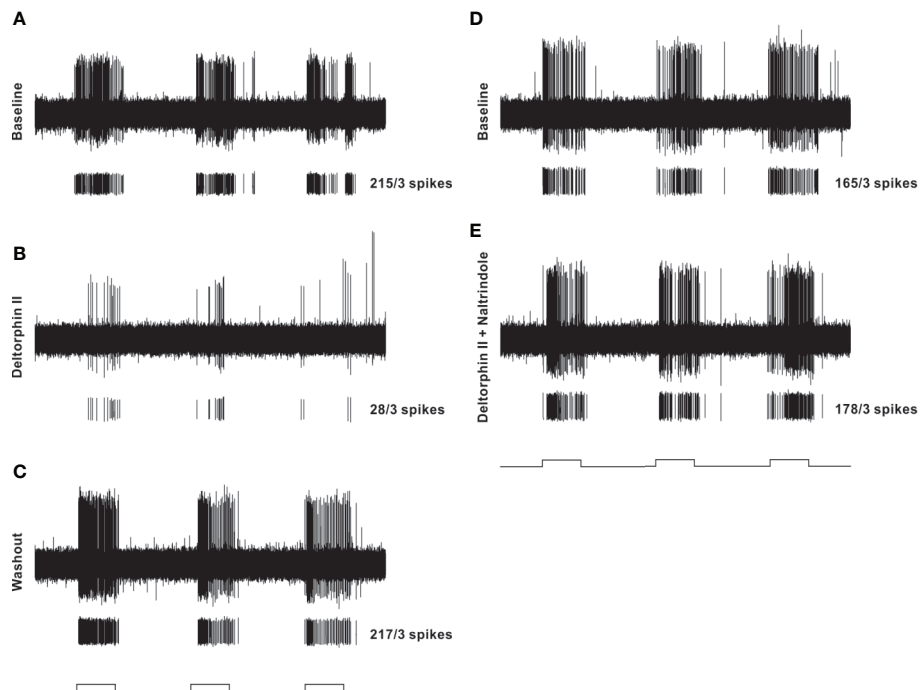 A
Baseline
215/3 spikes
B
Deltorphin II
28/3 spikes
C
Washout
217/3 spikes
D
Baseline
165/3 spikes
E
Deltorphin II + Naltrindole
178/3 spikes